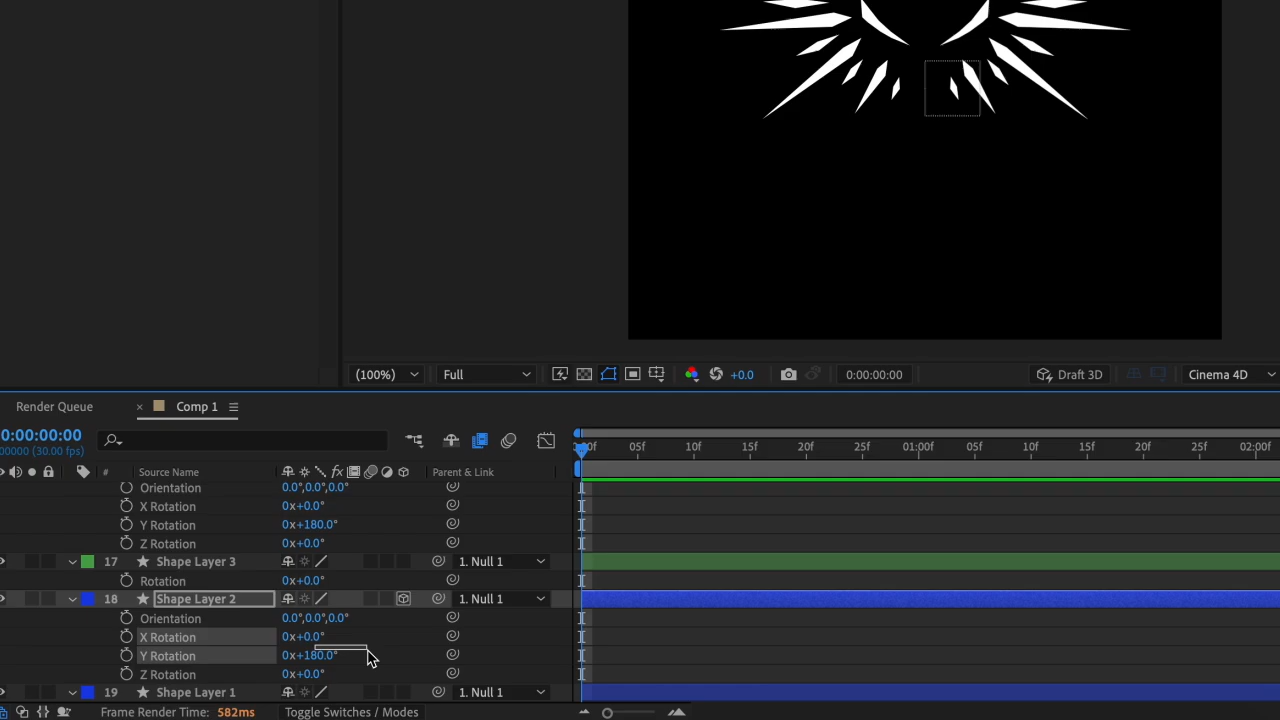 (100%) Full +0.0 0:00:00:00 Draft 3D Cinema 4D
Render Queue × Comp 1
0:00:00:00
00000 (30.00 fps)
:00f 05f 10f 15f 20f 25f 01:00f 05f 10f 15f 20f 25f 02:00f
# Source Name fx Parent & Link
Orientation 0.0°,0.0°,0.0°
X Rotation 0x+0.0°
Y Rotation 0x+180.0°
Z Rotation 0x+0.0°
17 Shape Layer 3 1. Null 1
Rotation 0x+0.0°
18 Shape Layer 2 1. Null 1
Orientation 0.0°,0.0°,0.0°
X Rotation 0x+0.0°
Y Rotation 0x+180.0°
Z Rotation 0x+0.0°
19 Shape Layer 1 1. Null 1
Frame Render Time: 582ms Toggle Switches / Modes